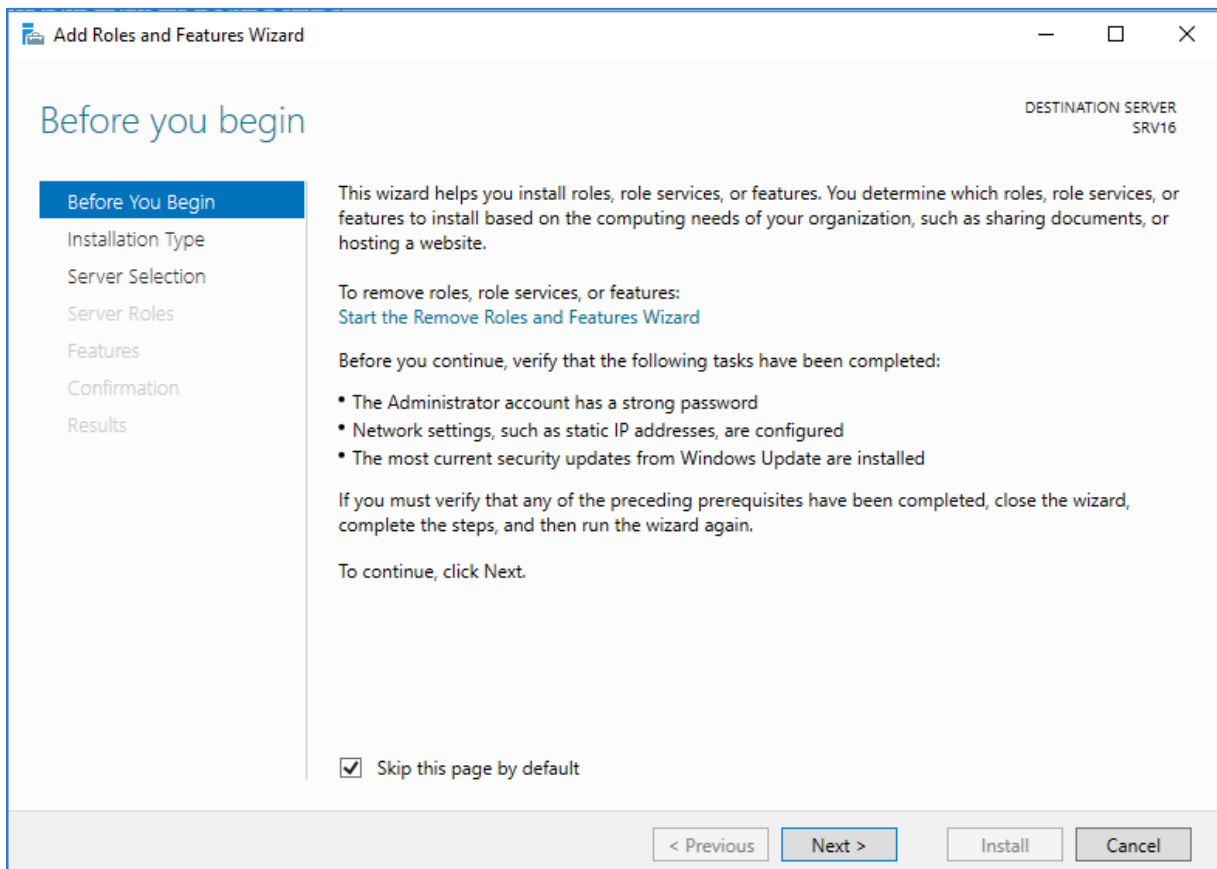 Add Roles and Features Wizard
Before you begin
DESTINATION SERVER
SRV16
Before You Begin
Installation Type
Server Selection
Server Roles
Features
Confirmation
Results
This wizard helps you install roles, role services, or features. You determine which roles, role services, or
features to install based on the computing needs of your organization, such as sharing documents, or
hosting a website.
To remove roles, role services, or features:
Start the Remove Roles and Features Wizard
Before you continue, verify that the following tasks have been completed:
• The Administrator account has a strong password
• Network settings, such as static IP addresses, are configured
• The most current security updates from Windows Update are installed
If you must verify that any of the preceding prerequisites have been completed, close the wizard,
complete the steps, and then run the wizard again.
To continue, click Next.
Skip this page by default
< Previous
Next >
Install
Cancel